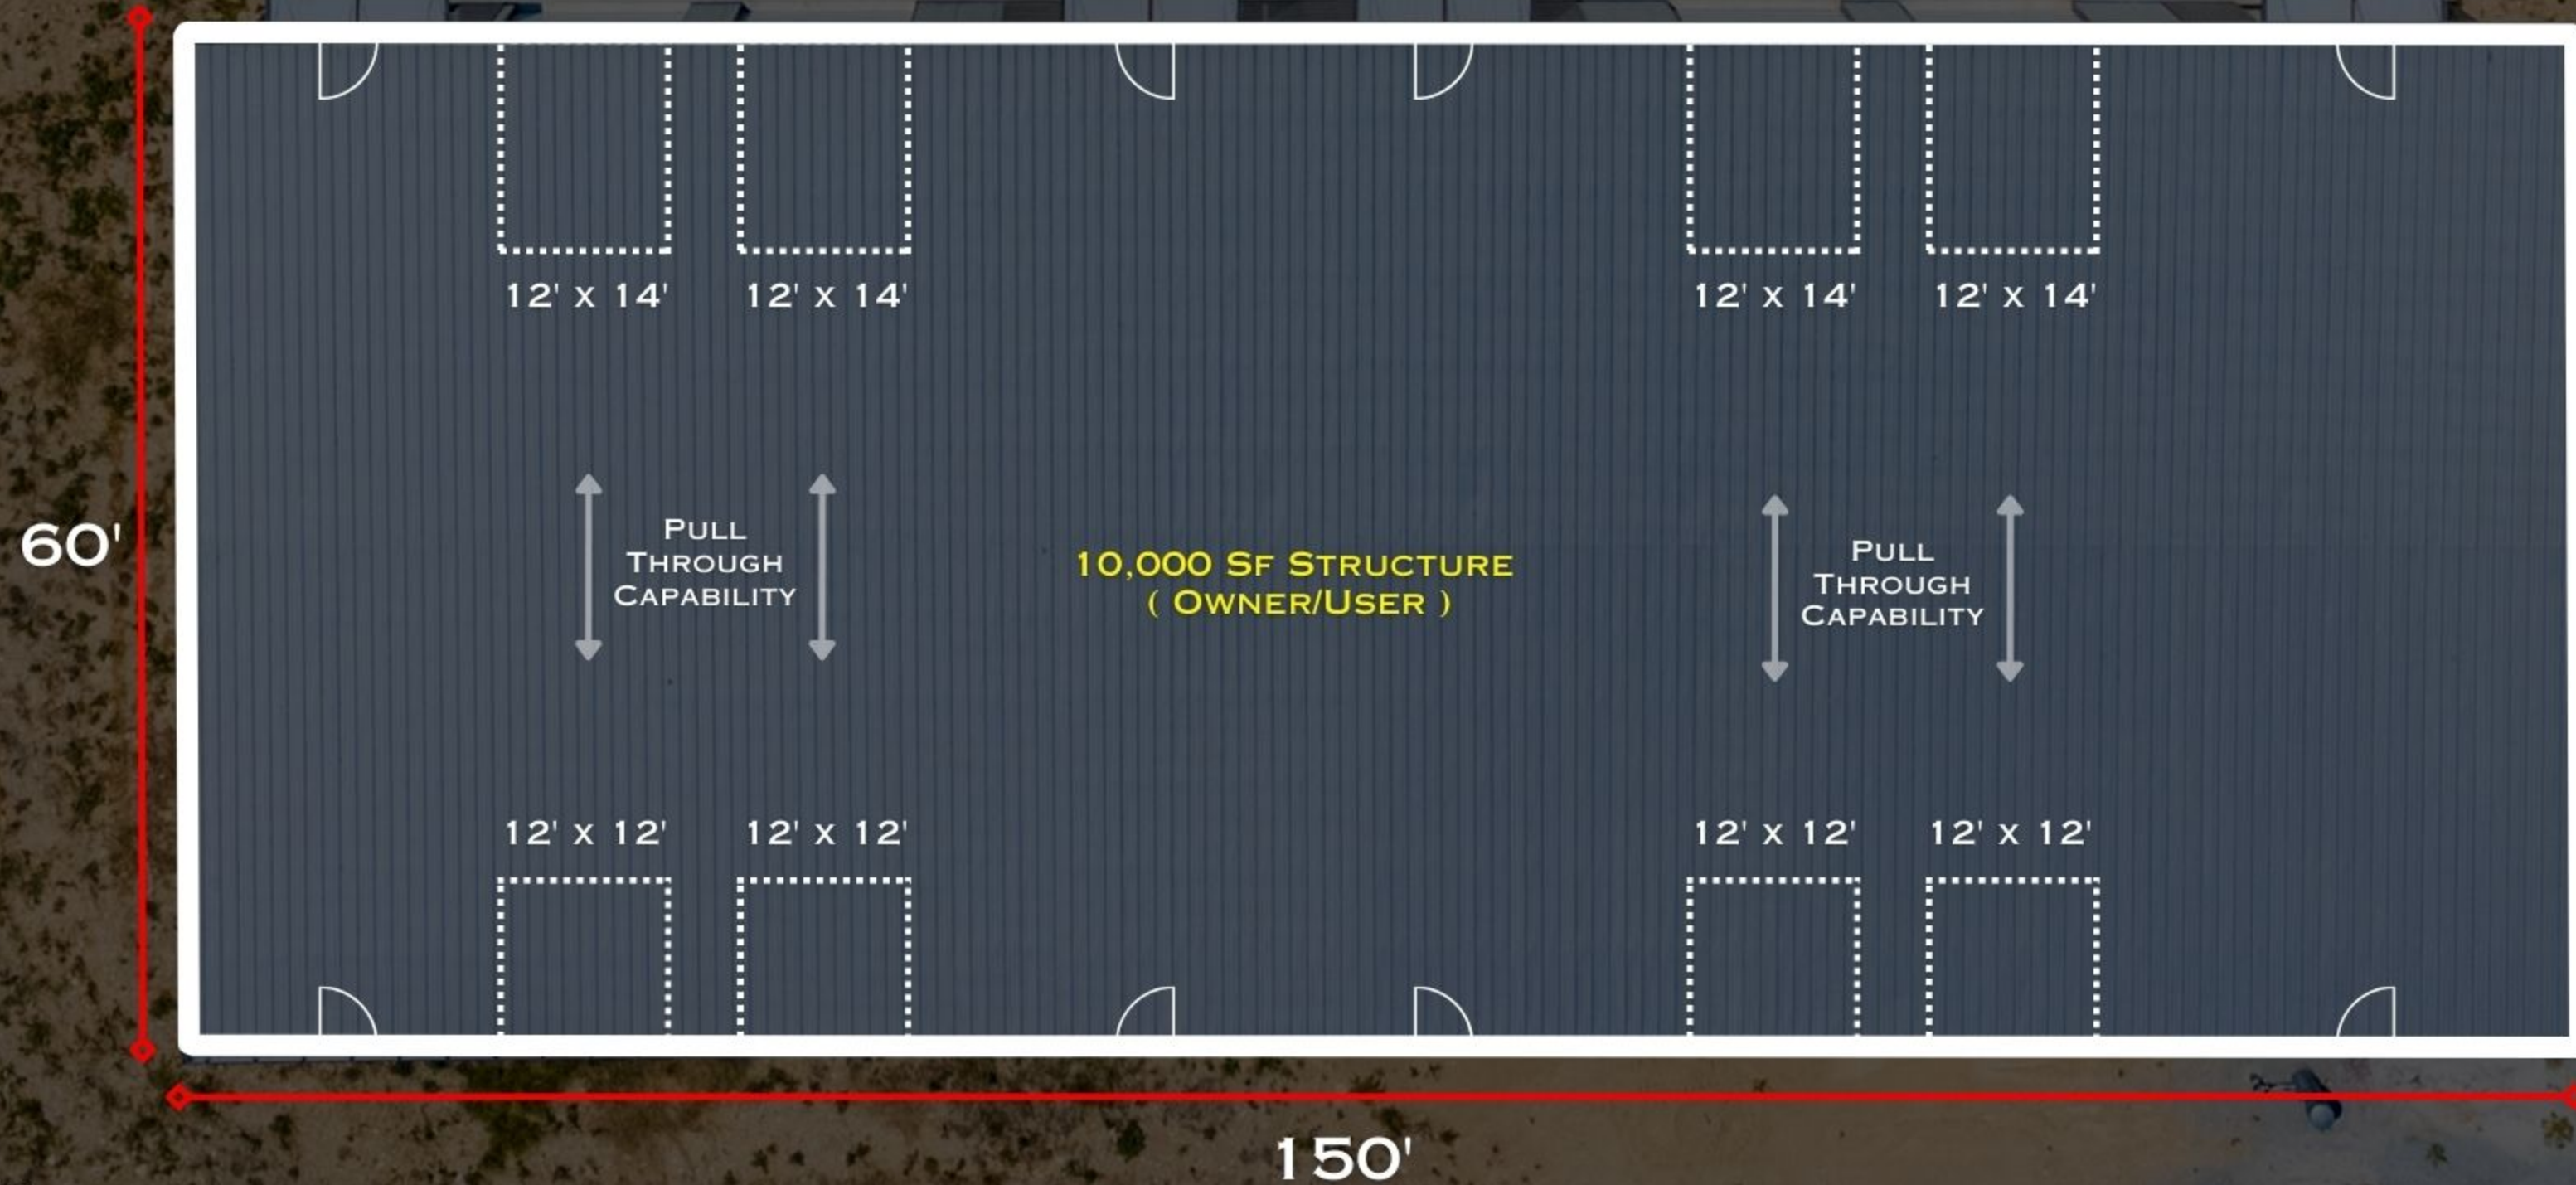 12' x 14'
12' x 14'
12' x 14'
12' x 14'
60'
Pull
Through
Capability
10,000 Sf Structure
( Owner/User )
Pull
Through
Capability
12' x 12'
12' x 12'
12' x 12'
12' x 12'
150'